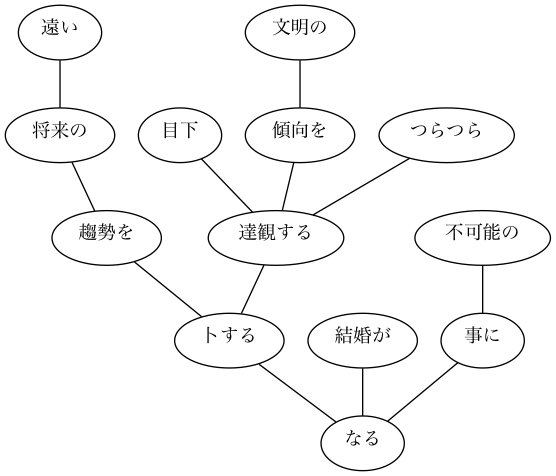 遠い
文明の
将来の
目下
傾向を
つらつら
趨勢を
達観する
不可能の
卜する
結婚が
事に
なる